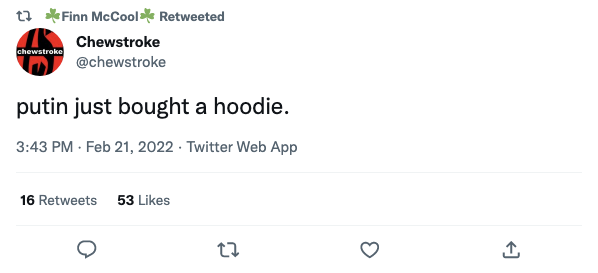 ☘️Finn McCool☘️ Retweeted
chewstroke
Chewstroke
@chewstroke
putin just bought a hoodie.
3:43 PM · Feb 21, 2022 · Twitter Web App
16 Retweets 53 Likes